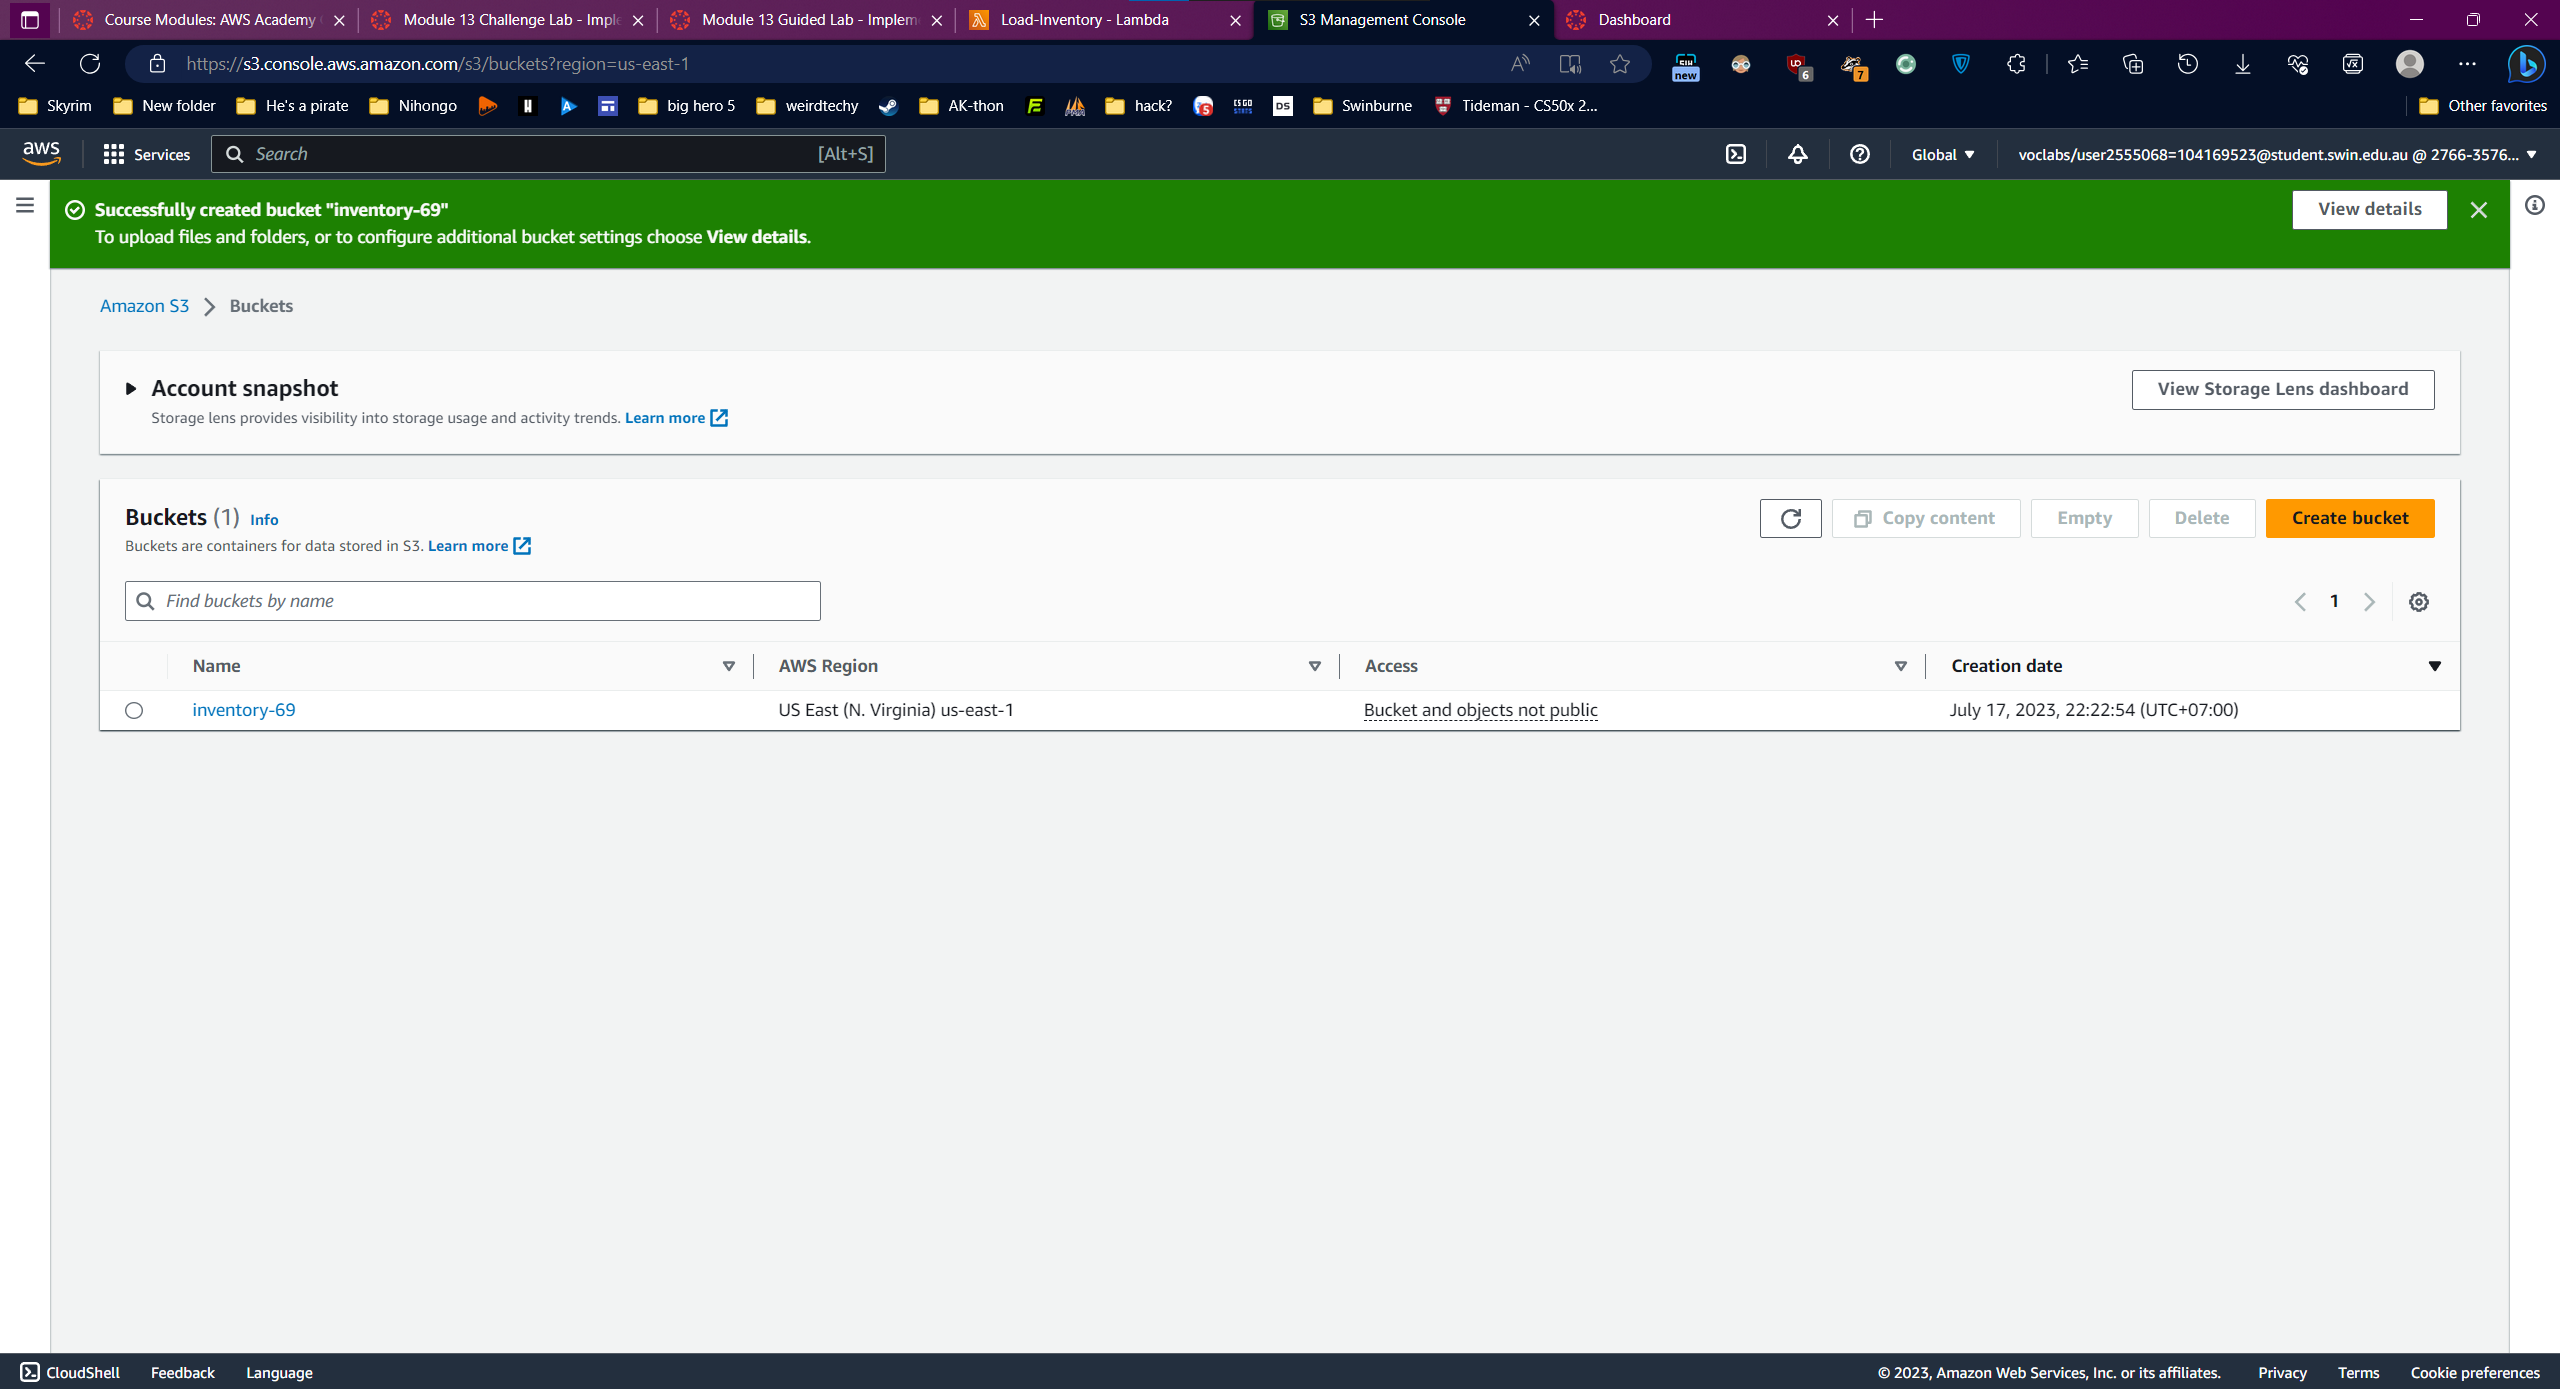 Course Modules: AWS Academy
Module 13 Challenge Lab - Imple
Module 13 Guided Lab - Implem
Load-Inventory - Lambda
S3 Management Console
Dashboard
https://s3.console.aws.amazon.com/s3/buckets?region=us-east-1
new
6
7
Skyrim
New folder
He's a pirate
Nihongo
big hero 5
weirdtechy
AK-thon
hack?
DS
Swinburne
Tideman - CS50x 2...
Other favorites
aws
Services
Search
[Alt+S]
Global
voclabs/user2555068=104169523@student.swin.edu.au @ 2766-3576...
Successfully created bucket "inventory-69"
To upload files and folders, or to configure additional bucket settings choose View details.
View details
Amazon S3
Buckets
Account snapshot
Storage lens provides visibility into storage usage and activity trends. Learn more
View Storage Lens dashboard
Buckets (1) Info
Buckets are containers for data stored in S3. Learn more
Copy content
Empty
Delete
Create bucket
Find buckets by name
1
Name
AWS Region
Access
Creation date
inventory-69
US East (N. Virginia) us-east-1
Bucket and objects not public
July 17, 2023, 22:22:54 (UTC+07:00)
CloudShell
Feedback
Language
© 2023, Amazon Web Services, Inc. or its affiliates.
Privacy
Terms
Cookie preferences